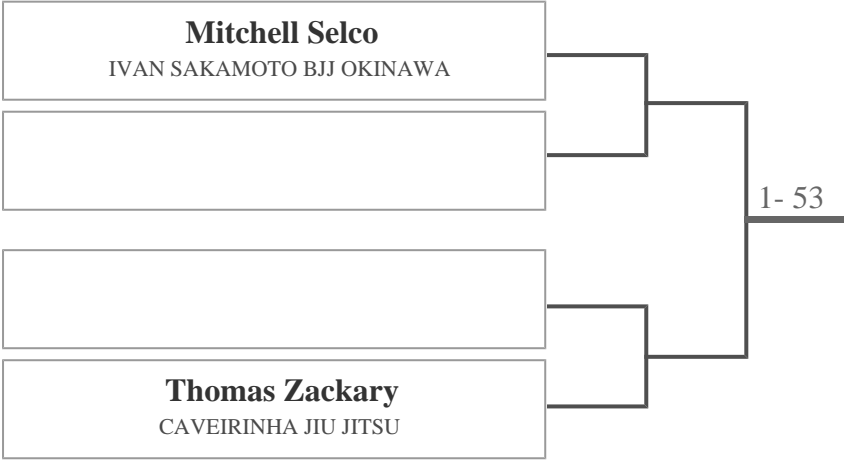 Mitchell Selco
IVAN SAKAMOTO BJJ OKINAWA
1- 53
Thomas Zackary
CAVEIRINHA JIU JITSU